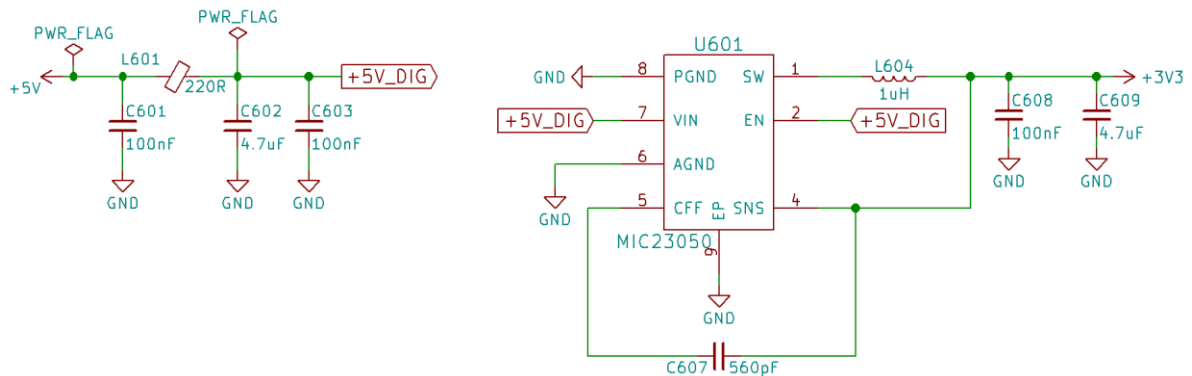 PWR_FLAG
PWR_FLAG
+5V
L601
220R
+5V_DIG
C601
100nF
C602
4.7uF
C603
100nF
GND
GND
GND
U601
GND
8
PGND
SW
1
L604
1uH
+3V3
+5V_DIG
7
VIN
EN
2
+5V_DIG
C608
100nF
C609
4.7uF
6
AGND
GND
GND
GND
5
CFF
EP
SNS
4
MIC23050
9
GND
C607
560pF